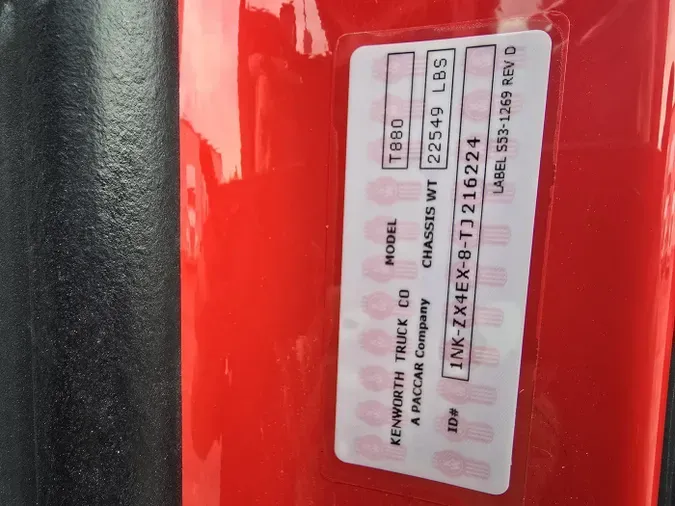 KENWORTH TRUCK CO MODEL T880
A PACCAR Company CHASSIS WT 22549 LBS
ID# 1NK-ZX4EX-8-TJ216224
LABEL S53-1269 REV D